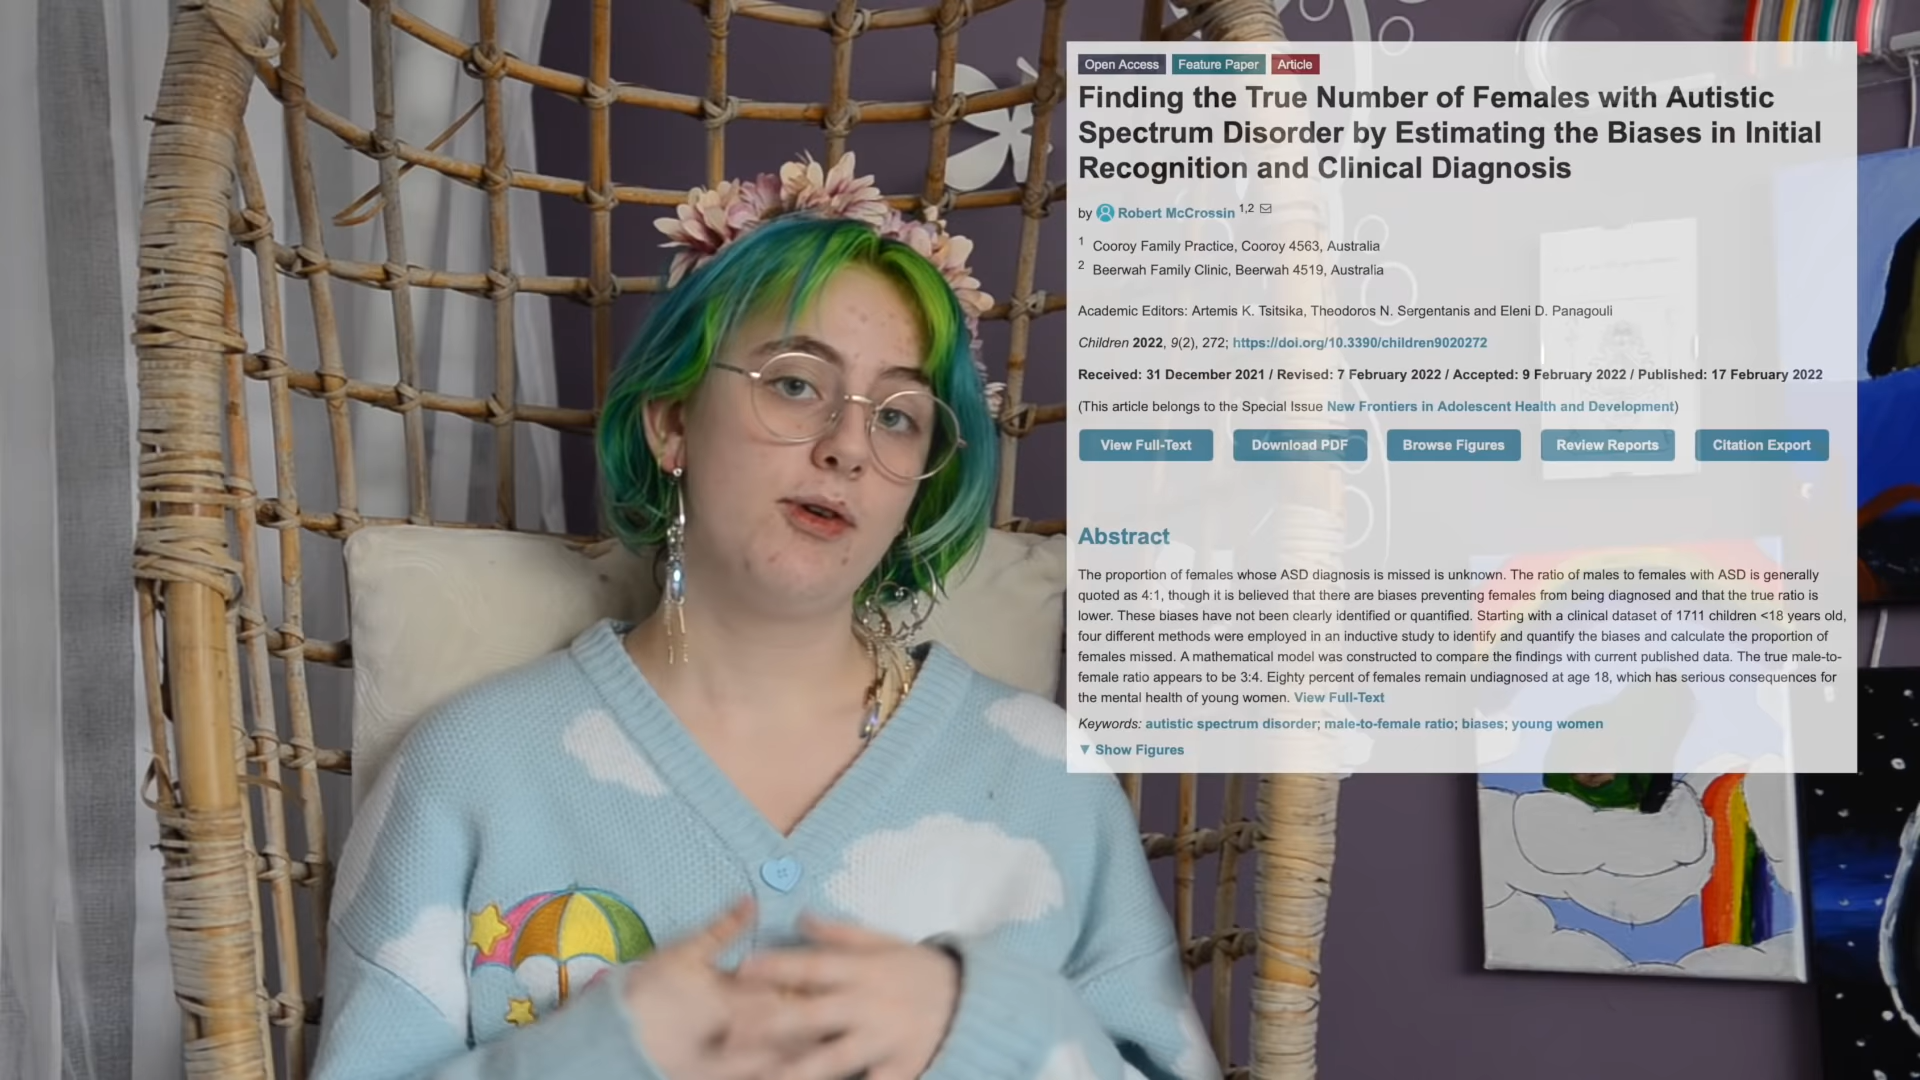 Open Access Feature Paper Article
Finding the True Number of Females with Autistic
Spectrum Disorder by Estimating the Biases in Initial
Recognition and Clinical Diagnosis
by Robert McCrossin 1,2
1 Cooroy Family Practice, Cooroy 4563, Australia
2 Beerwah Family Clinic, Beerwah 4519, Australia
Academic Editors: Artemis K. Tsitsika, Theodoros N. Sergentanis and Eleni D. Panagouli
Children 2022, 9(2), 272; https://doi.org/10.3390/children9020272
Received: 31 December 2021 / Revised: 7 February 2022 / Accepted: 9 February 2022 / Published: 17 February 2022
(This article belongs to the Special Issue New Frontiers in Adolescent Health and Development)
View Full-Text Download PDF Browse Figures Review Reports Citation Export
Abstract
The proportion of females whose ASD diagnosis is missed is unknown. The ratio of males to females with ASD is generally
quoted as 4:1, though it is believed that there are biases preventing females from being diagnosed and that the true ratio is
lower. These biases have not been clearly identified or quantified. Starting with a clinical dataset of 1711 children <18 years old,
four different methods were employed in an inductive study to identify and quantify the biases and calculate the proportion of
females missed. A mathematical model was constructed to compare the findings with current published data. The true male-to-
female ratio appears to be 3:4. Eighty percent of females remain undiagnosed at age 18, which has serious consequences for
the mental health of young women. View Full-Text
Keywords: autistic spectrum disorder; male-to-female ratio; biases; young women
▼ Show Figures